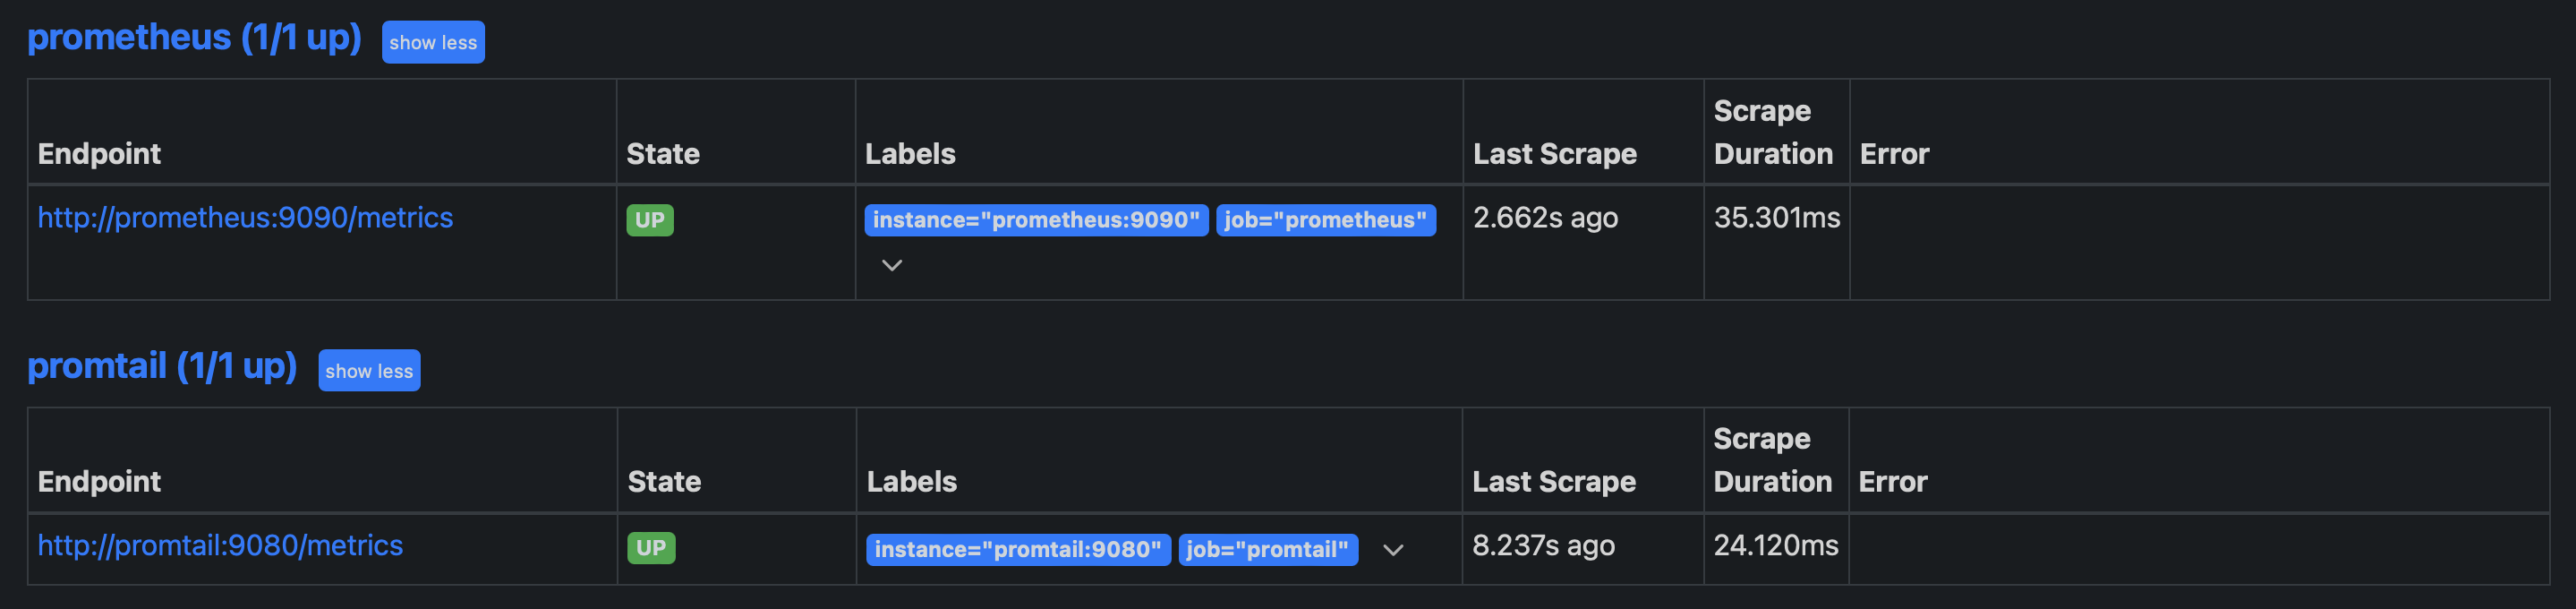 prometheus (1/1 up) show less
Endpoint State Labels Last Scrape Scrape Duration Error
http://prometheus:9090/metrics UP instance="prometheus:9090" job="prometheus" 2.662s ago 35.301ms
promtail (1/1 up) show less
Endpoint State Labels Last Scrape Scrape Duration Error
http://promtail:9080/metrics UP instance="promtail:9080" job="promtail" 8.237s ago 24.120ms